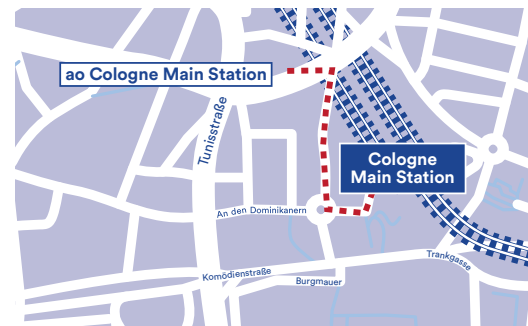 ao Cologne Main Station
Tunisstraße
Cologne
Main Station
An den Dominikanern
Trankgasse
Komödienstraße
Burgmauer